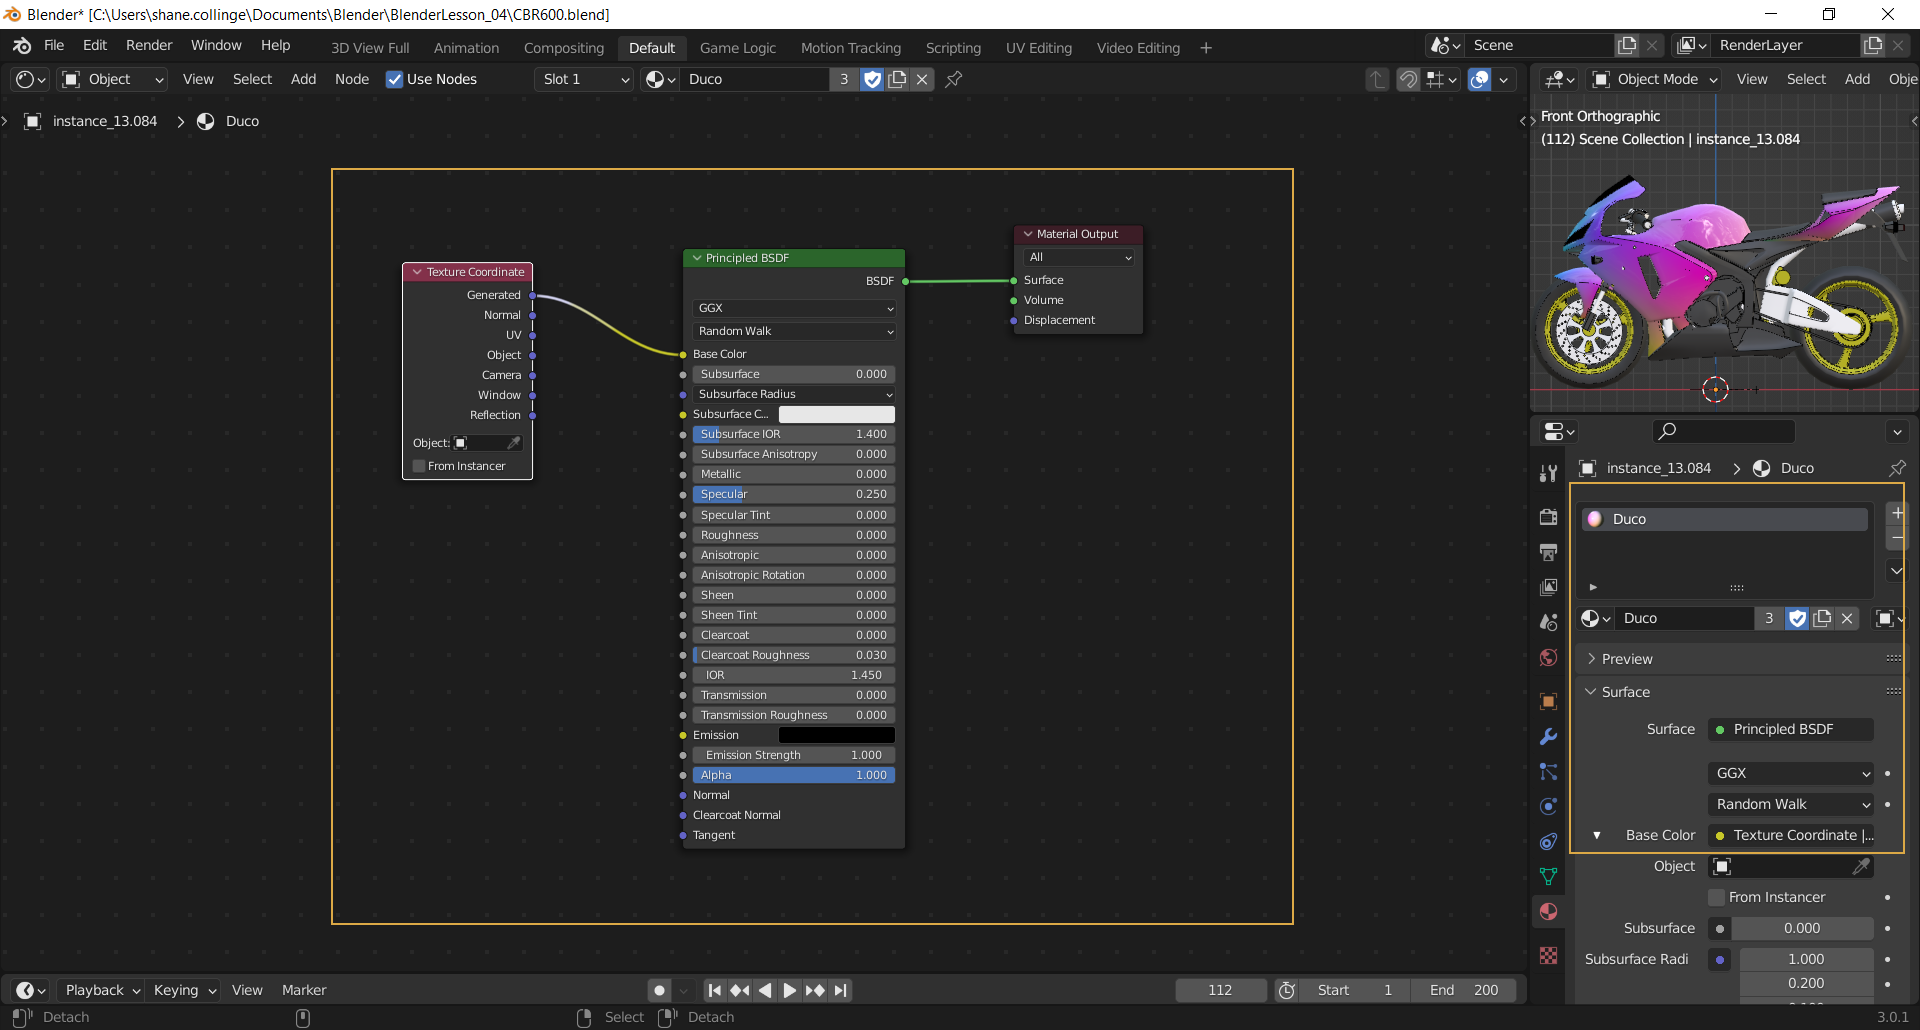 Blender* [C:\Users\shane.collinge\Documents\Blender\BlenderLesson_04\CBR600.blend]
File Edit Render Window Help 3D View Full Animation Compositing Default Game Logic Motion Tracking Scripting UV Editing Video Editing + Scene RenderLayer
Object View Select Add Node Use Nodes Slot 1 Duco 3 Object Mode View Select Add Obje
instance_13.084 > Duco
Front Orthographic
(112) Scene Collection | instance_13.084
Texture Coordinate
Generated
Normal
UV
Object
Camera
Window
Reflection
Object:
From Instancer
Principled BSDF
BSDF
GGX
Random Walk
Base Color
Subsurface 0.000
Subsurface Radius
Subsurface C...
Subsurface IOR 1.400
Subsurface Anisotropy 0.000
Metallic 0.000
Specular 0.250
Specular Tint 0.000
Roughness 0.000
Anisotropic 0.000
Anisotropic Rotation 0.000
Sheen 0.000
Sheen Tint 0.000
Clearcoat 0.000
Clearcoat Roughness 0.030
IOR 1.450
Transmission 0.000
Transmission Roughness 0.000
Emission
Emission Strength 1.000
Alpha 1.000
Normal
Clearcoat Normal
Tangent
Material Output
All
Surface
Volume
Displacement
instance_13.084 > Duco
Duco
Duco 3
Preview
Surface
Surface Principled BSDF
GGX
Random Walk
Base Color Texture Coordinate |...
Object
From Instancer
Subsurface 0.000
Subsurface Radi 1.000
0.200
Playback Keying View Marker 112 Start 1 End 200
Detach Select Detach 3.0.1